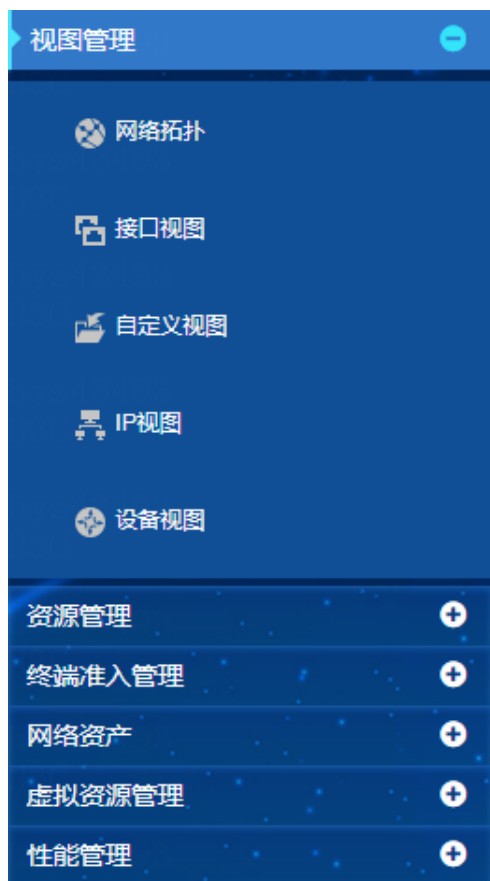 视图管理
网络拓扑
接口视图
自定义视图
IP视图
设备视图
资源管理
终端准入管理
网络资产
虚拟资源管理
性能管理